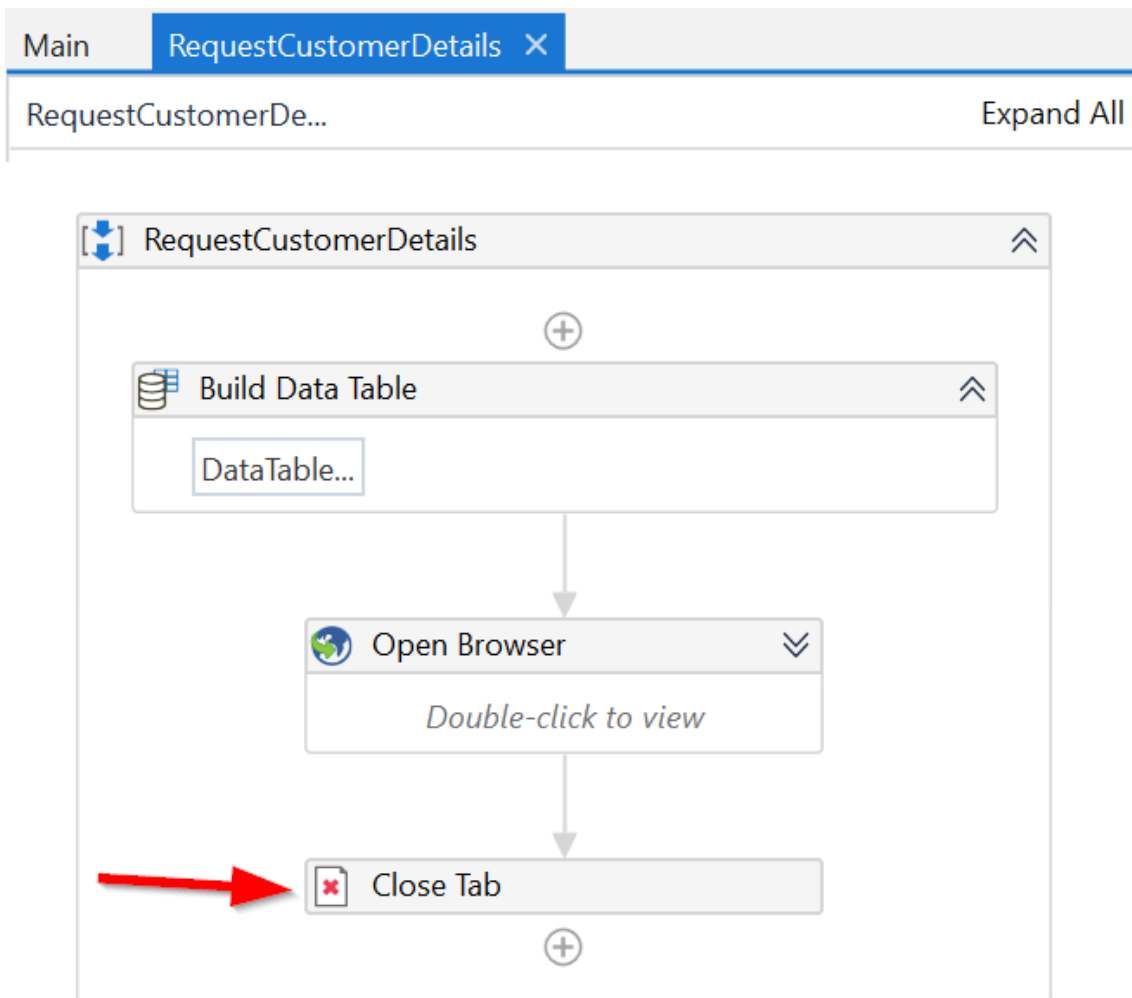 Main RequestCustomerDetails
RequestCustomerDe... Expand All
RequestCustomerDetails
Build Data Table
DataTable...
Open Browser
Double-click to view
Close Tab